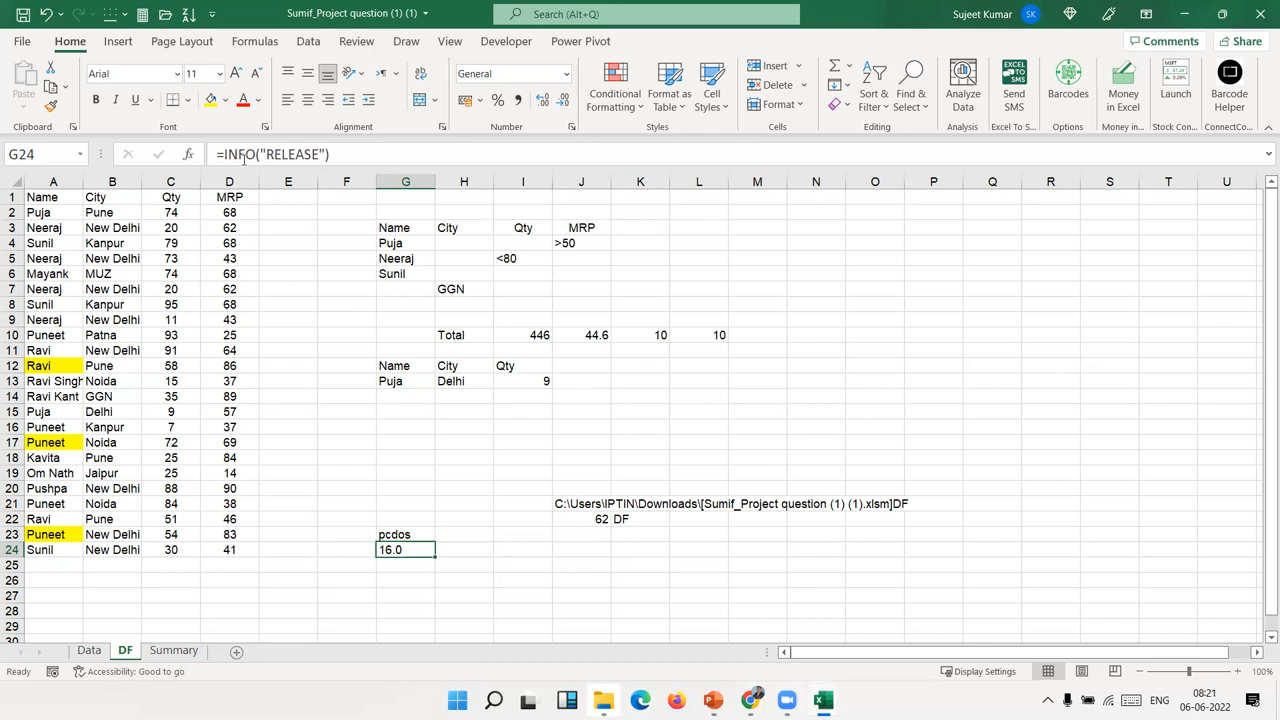 Sumif_Project question (1) (1)
Search (Alt+Q)
Sujeet Kumar
SK
File Home Insert Page Layout Formulas Data Review View Draw Developer Power Pivot
Comments
Share
Paste
Arial
11
General
Conditional Formatting
Format as Table
Cell Styles
Insert
Delete
Format
Sort & Filter
Find & Select
Analyze Data
Send SMS
Barcodes
Money in Excel
Launch
Barcode Helper
Clipboard Font Alignment Number Styles Cells Editing Excel To S... Barcode Money in Ex... Stock Con... ConnectCo...
G24
=INFO("RELEASE")
A B C D E F G H I J K L M N O P Q R S T U
1 Name City Qty MRP
2 Puja Pune 74 68
3 Neeraj New Delhi 20 62 Name City Qty MRP
4 Sunil Kanpur 79 68 Puja >50
5 Neeraj New Delhi 73 43 Neeraj <80
6 Mayank MUZ 74 68 Sunil
7 Neeraj New Delhi 20 62 GGN
8 Sunil Kanpur 95 68
9 Neeraj New Delhi 11 43
10 Puneet Patna 93 25 Total 446 44.6 10 10
11 Ravi New Delhi 91 64
12 Ravi Pune 58 86 Name City Qty
13 Ravi Singh Noida 15 37 Puja Delhi 9
14 Ravi Kant GGN 35 89
15 Puja Delhi 9 57
16 Puneet Kanpur 7 37
17 Puneet Noida 72 69
18 Kavita Pune 25 84
19 Om Nath Jaipur 25 14
20 Pushpa New Delhi 88 90
21 Puneet Noida 84 38 C:\Users\IPTIN\Downloads\[Sumif_Project question (1) (1).xlsm]DF
22 Ravi Pune 51 46 62 DF
23 Puneet New Delhi 54 83 pcdos
24 Sunil New Delhi 30 41 16.0
25
26
27
28
29
30
Data DF Summary
Ready
Accessibility: Good to go
Display Settings
100%
ENG
08:21
06-06-2022